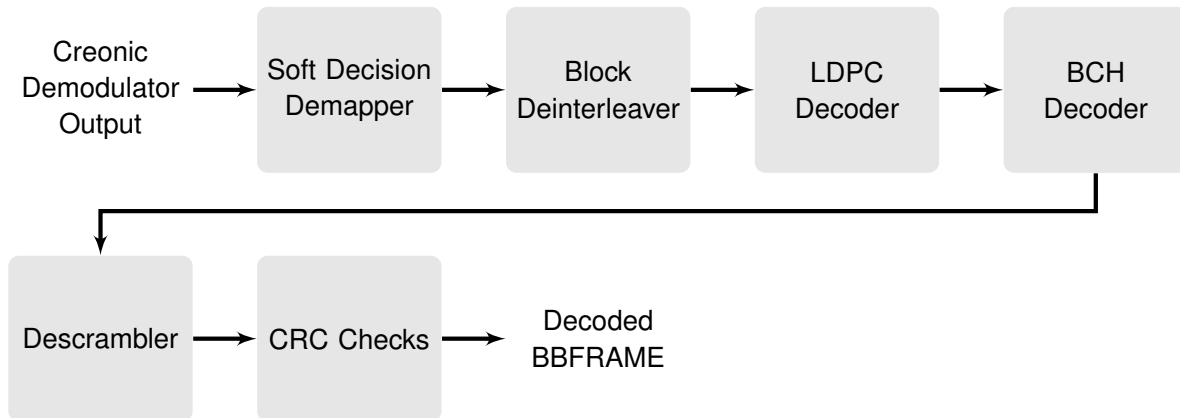 Creonic
Demodulator
Output
Soft Decision
Demapper
Block
Deinterleaver
LDPC
Decoder
BCH
Decoder
Descrambler
CRC Checks
Decoded
BBFRAME